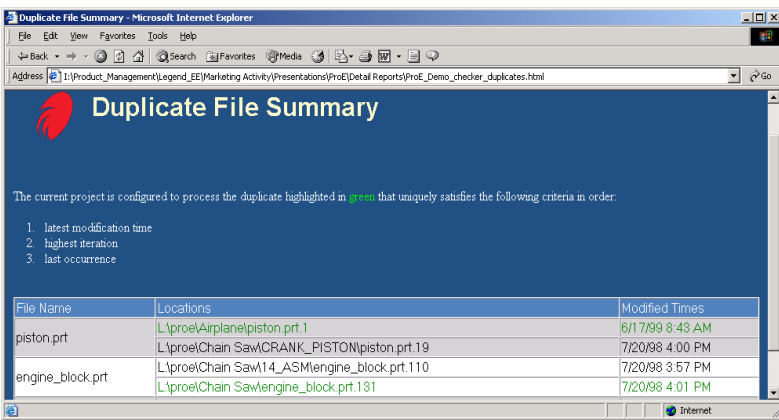 Duplicate File Summary - Microsoft Internet Explorer
File Edit View Favorites Tools Help
Back Search Favorites Media
Address I:\Product_Management\Legend_EE\Marketing Activity\Presentations\ProE\Detail Reports\ProE_Demo_checker_duplicates.html Go
Duplicate File Summary
The current project is configured to process the duplicate highlighted in green that uniquely satisfies the following criteria in order:
1. latest modification time
2. highest iteration
3. last occurrence
File Name Locations Modified Times
piston.prt L:\proe\Airplane\piston.prt.1 6/17/99 8:43 AM
L:\proe\Chain Saw\CRANK_PISTON\piston.prt.19 7/20/98 4:00 PM
engine_block.prt L:\proe\Chain Saw\14_ASM\engine_block.prt.110 7/20/98 3:57 PM
L:\proe\Chain Saw\engine_block.prt.131 7/20/98 4:01 PM
Internet